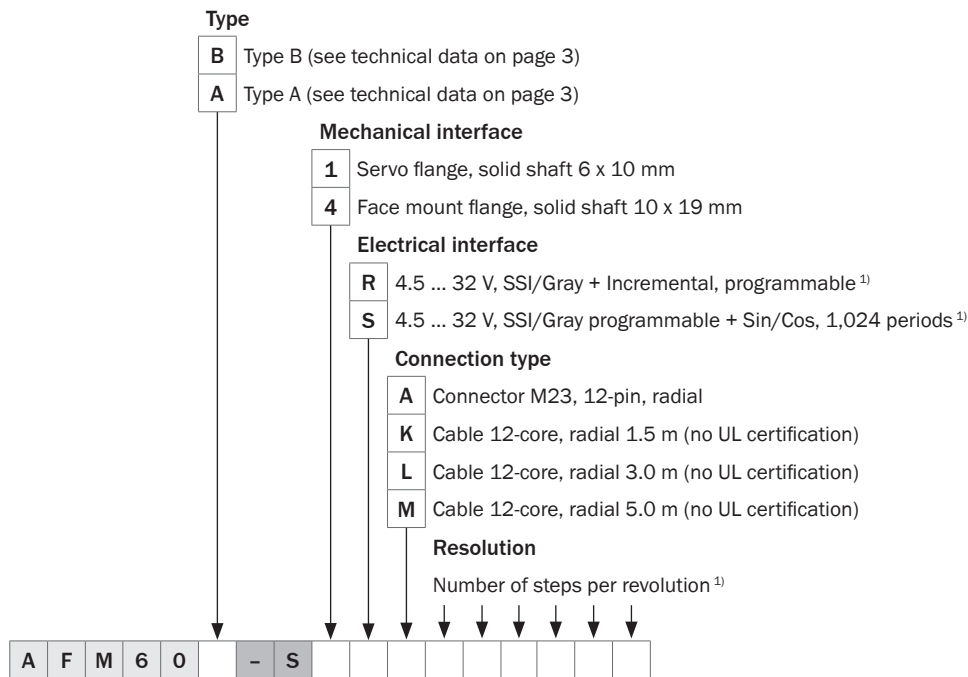 Type
B Type B (see technical data on page 3)
A Type A (see technical data on page 3)
Mechanical interface
1 Servo flange, solid shaft 6 x 10 mm
4 Face mount flange, solid shaft 10 x 19 mm
Electrical interface
R 4.5 ... 32 V, SSI/Gray + Incremental, programmable 1)
S 4.5 ... 32 V, SSI/Gray programmable + Sin/Cos, 1,024 periods 1)
Connection type
A Connector M23, 12-pin, radial
K Cable 12-core, radial 1.5 m (no UL certification)
L Cable 12-core, radial 3.0 m (no UL certification)
M Cable 12-core, radial 5.0 m (no UL certification)
Resolution
Number of steps per revolution 1)
A F M 6 0 – S